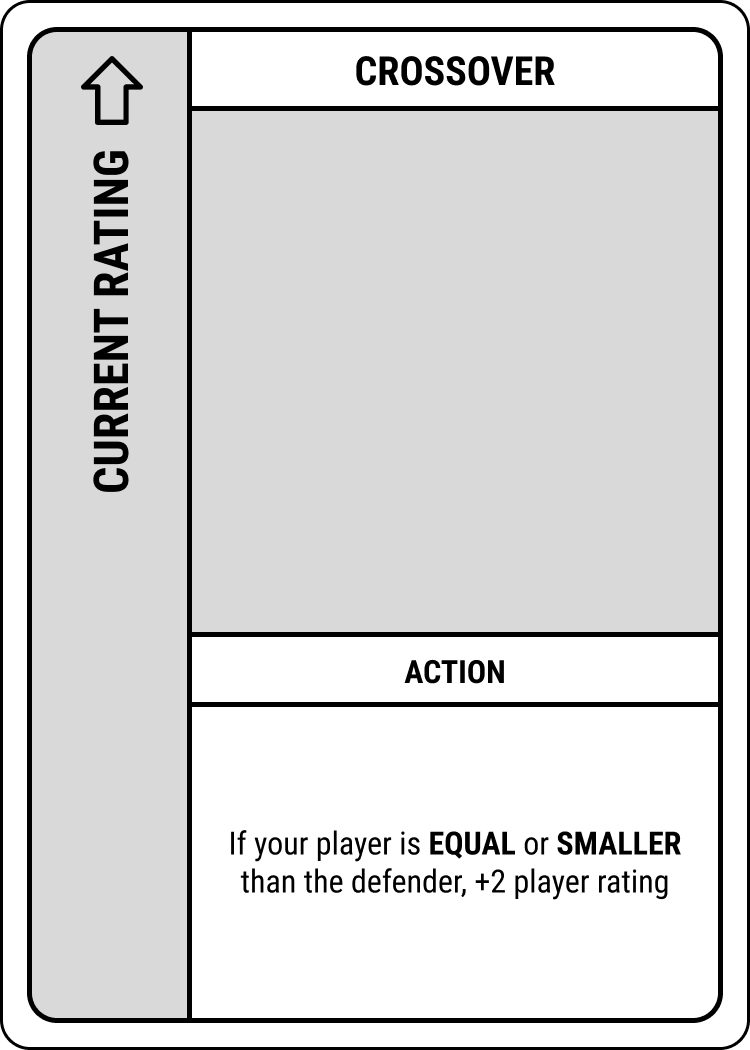 CURRENT RATING
CROSSOVER
ACTION
If your player is EQUAL or SMALLER
than the defender, +2 player rating